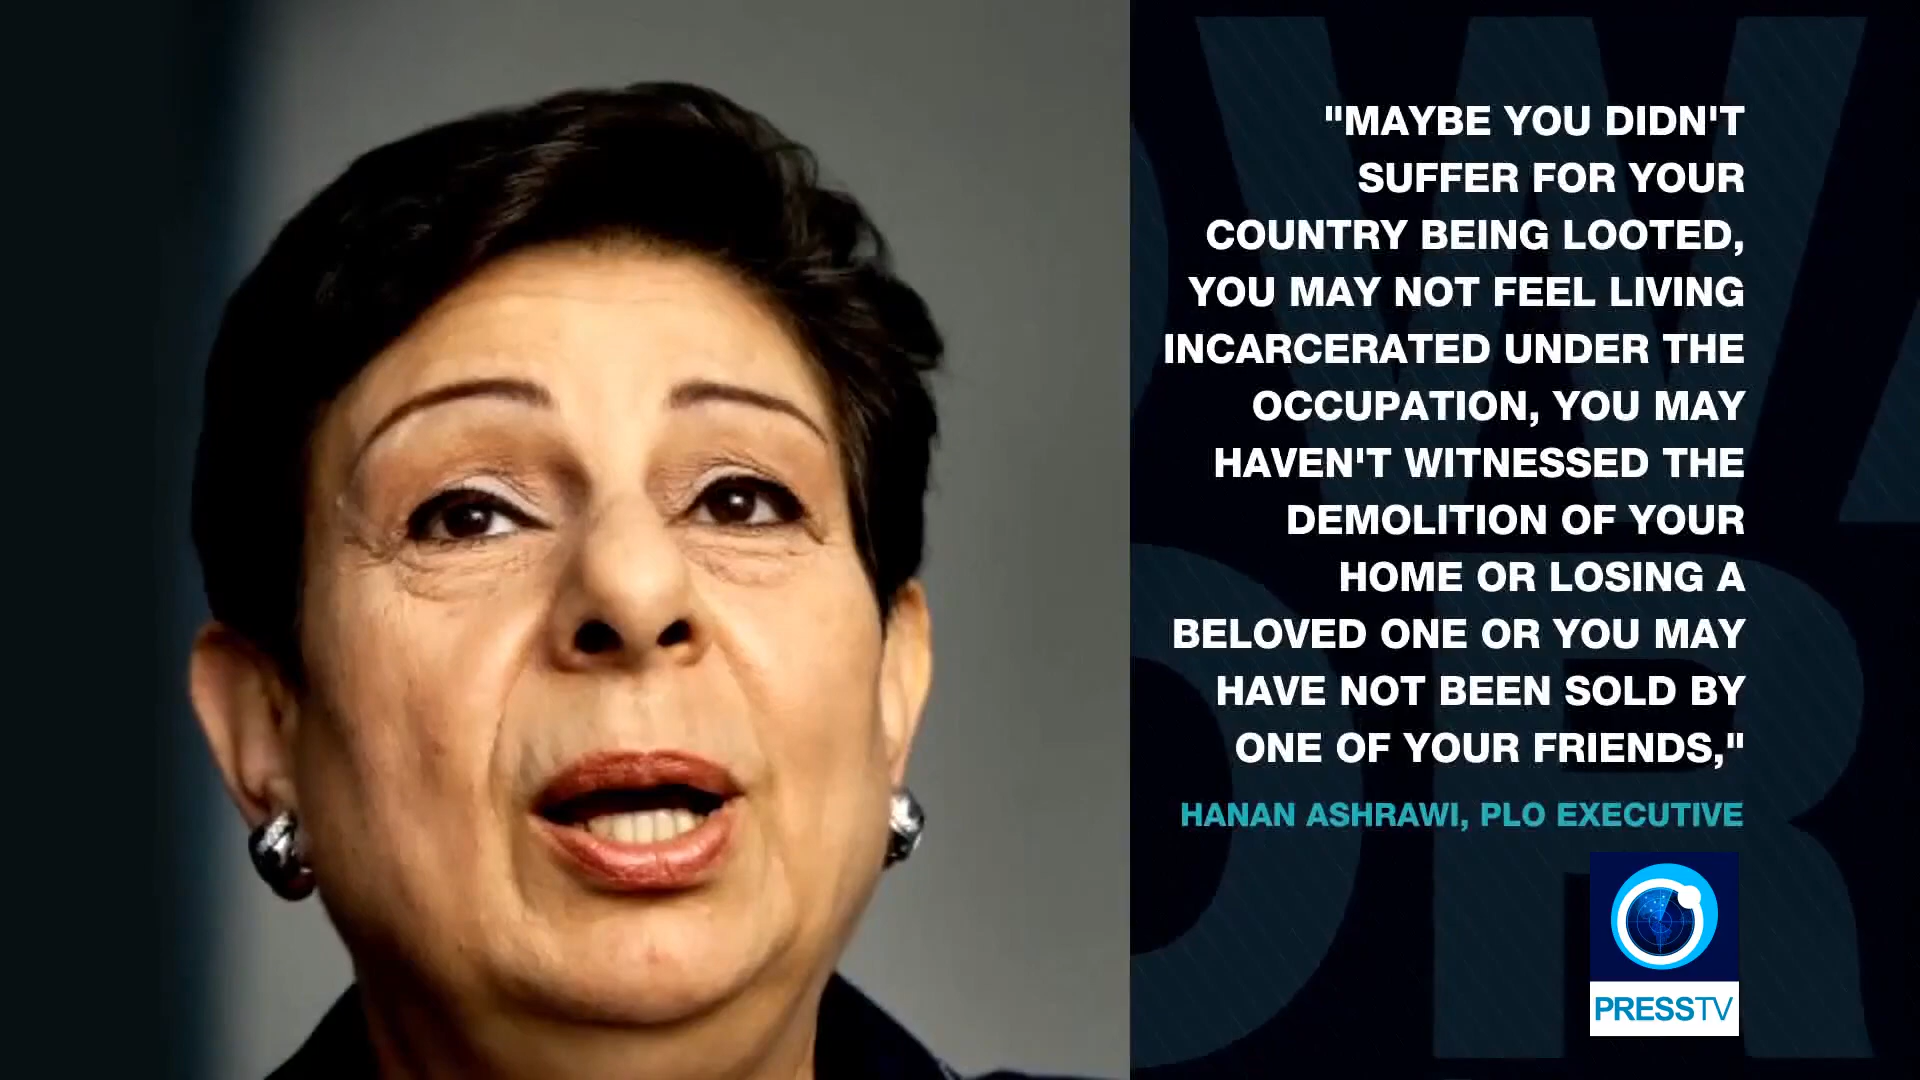 "MAYBE YOU DIDN'T
SUFFER FOR YOUR
COUNTRY BEING LOOTED,
YOU MAY NOT FEEL LIVING
INCARCERATED UNDER THE
OCCUPATION, YOU MAY
HAVEN'T WITNESSED THE
DEMOLITION OF YOUR
HOME OR LOSING A
BELOVED ONE OR YOU MAY
HAVE NOT BEEN SOLD BY
ONE OF YOUR FRIENDS,"
HANAN ASHRAWI, PLO EXECUTIVE
PRESSTV